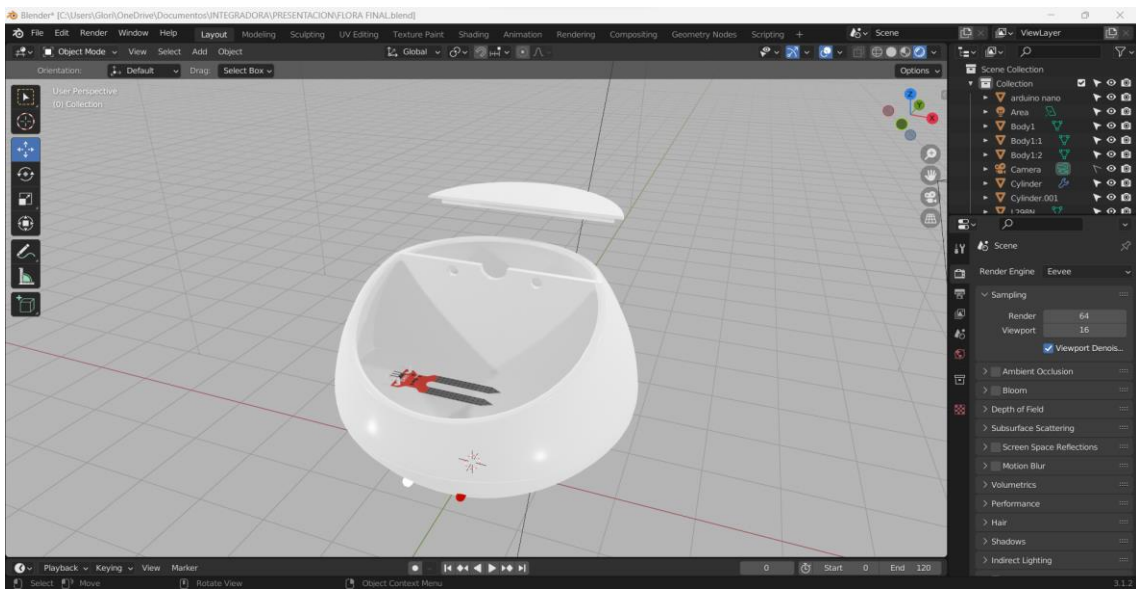 Blender* [C:\Users\Glori\OneDrive\Documentos\INTEGRADORA\PRESENTACION\FLORA FINAL.blend]
File Edit Render Window Help Layout Modeling Sculpting UV Editing Texture Paint Shading Animation Rendering Compositing Geometry Nodes Scripting + Scene ViewLayer
Object Mode View Select Add Object Global Options
Orientation: Default Drag: Select Box
User Perspective
(0) Collection
Z
Y
X
Scene Collection
Collection
arduino nano
Area
Body1
Body1:1
Body1:2
Camera
Cylinder
Cylinder.001
L298N
Scene
Render Engine Eevee
Sampling
Render 64
Viewport 16
Viewport Denois...
Ambient Occlusion
Bloom
Depth of Field
Subsurface Scattering
Screen Space Reflections
Motion Blur
Volumetrics
Performance
Hair
Shadows
Indirect Lighting
Playback Keying View Marker 0 Start 0 End 120
Select Move Rotate View Object Context Menu 3.1.2